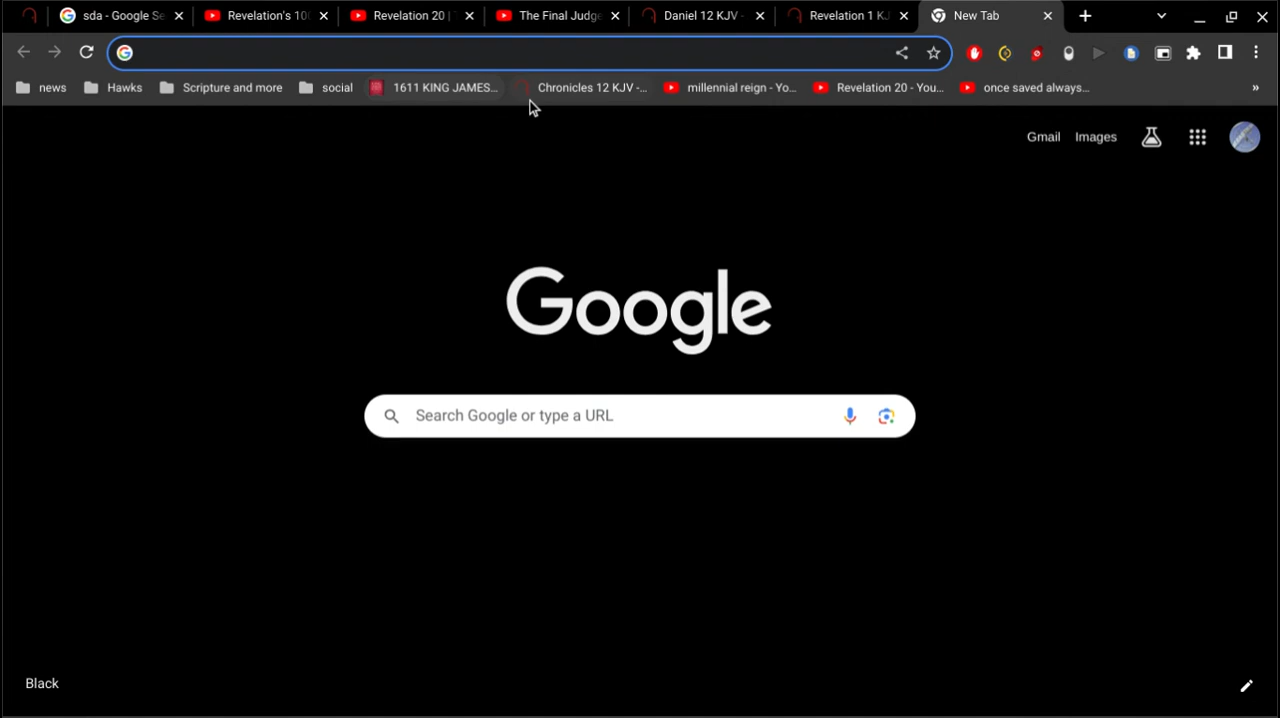 sda - Google Se
Revelation's 10
Revelation 20 |
The Final Judge
Daniel 12 KJV -
Revelation 1 KJ
New Tab
news
Hawks
Scripture and more
social
1611 KING JAMES...
Chronicles 12 KJV -...
millennial reign - Yo...
Revelation 20 - You...
once saved always...
»
Gmail
Images
Google
Search Google or type a URL
Black